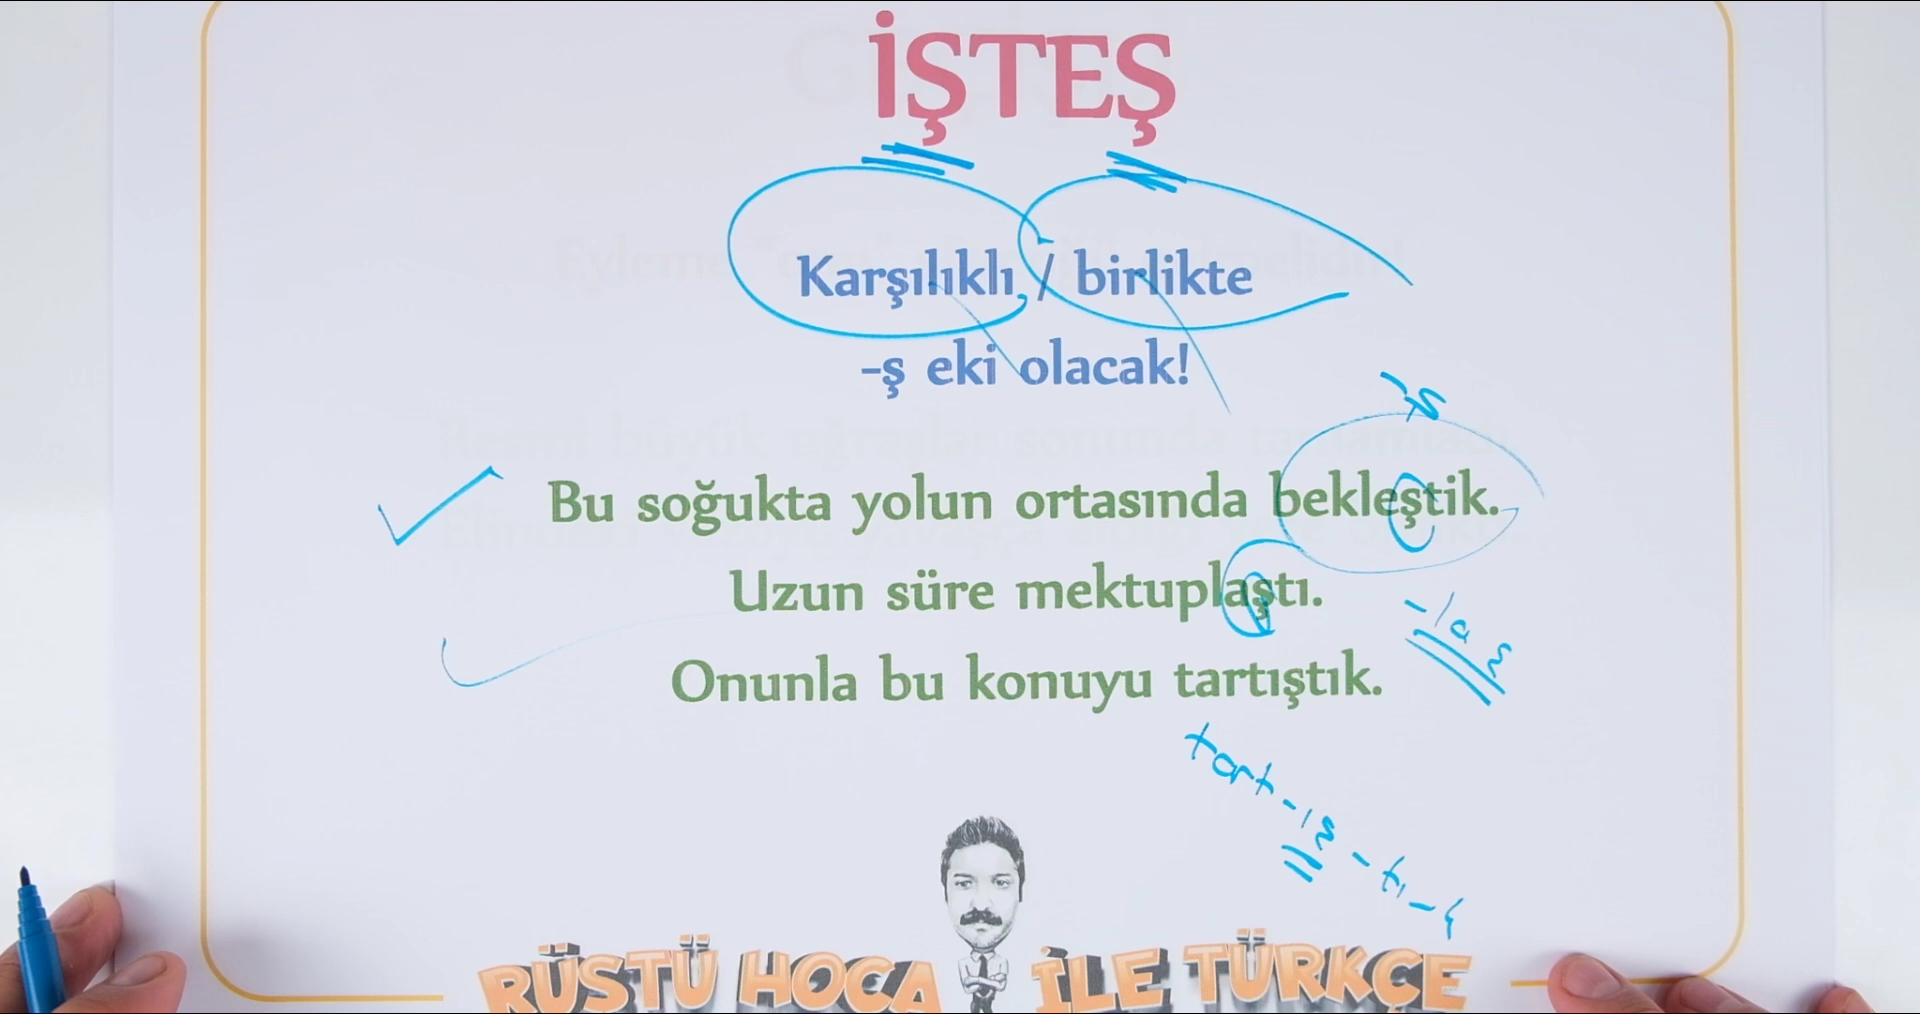 İŞTEŞ
Karşılıklı / birlikte
-ş eki olacak!
-ş
Bu soğukta yolun ortasında bekleştik.
Uzun süre mektuplaştı.
-laş
Onunla bu konuyu tartıştık.
tart-ış-tı-k
RÜSTÜ HOCA İLE TÜRKÇE